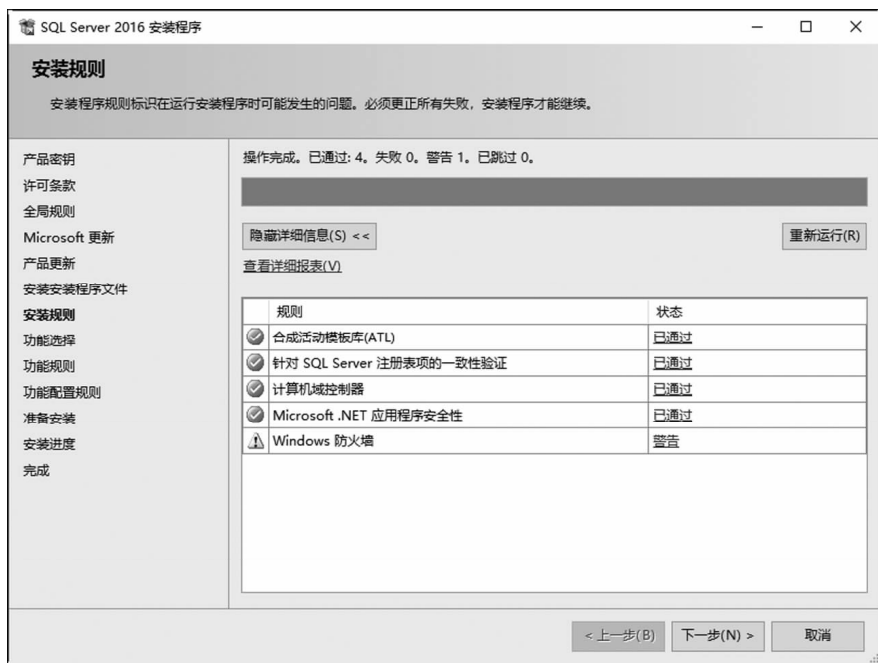 SQL Server 2016 安装程序
安装规则
安装程序规则标识在运行安装程序时可能发生的问题。必须更正所有失败，安装程序才能继续。
产品密钥
许可条款
全局规则
Microsoft 更新
产品更新
安装安装程序文件
安装规则
功能选择
功能规则
功能配置规则
准备安装
安装进度
完成
操作完成。已通过: 4。失败 0。警告 1。已跳过 0。
隐藏详细信息(S) <<
重新运行(R)
查看详细报表(V)
规则 状态
合成活动模板库(ATL) 已通过
针对 SQL Server 注册表项的一致性验证 已通过
计算机域控制器 已通过
Microsoft .NET 应用程序安全性 已通过
Windows 防火墙 警告
< 上一步(B) 下一步(N) > 取消